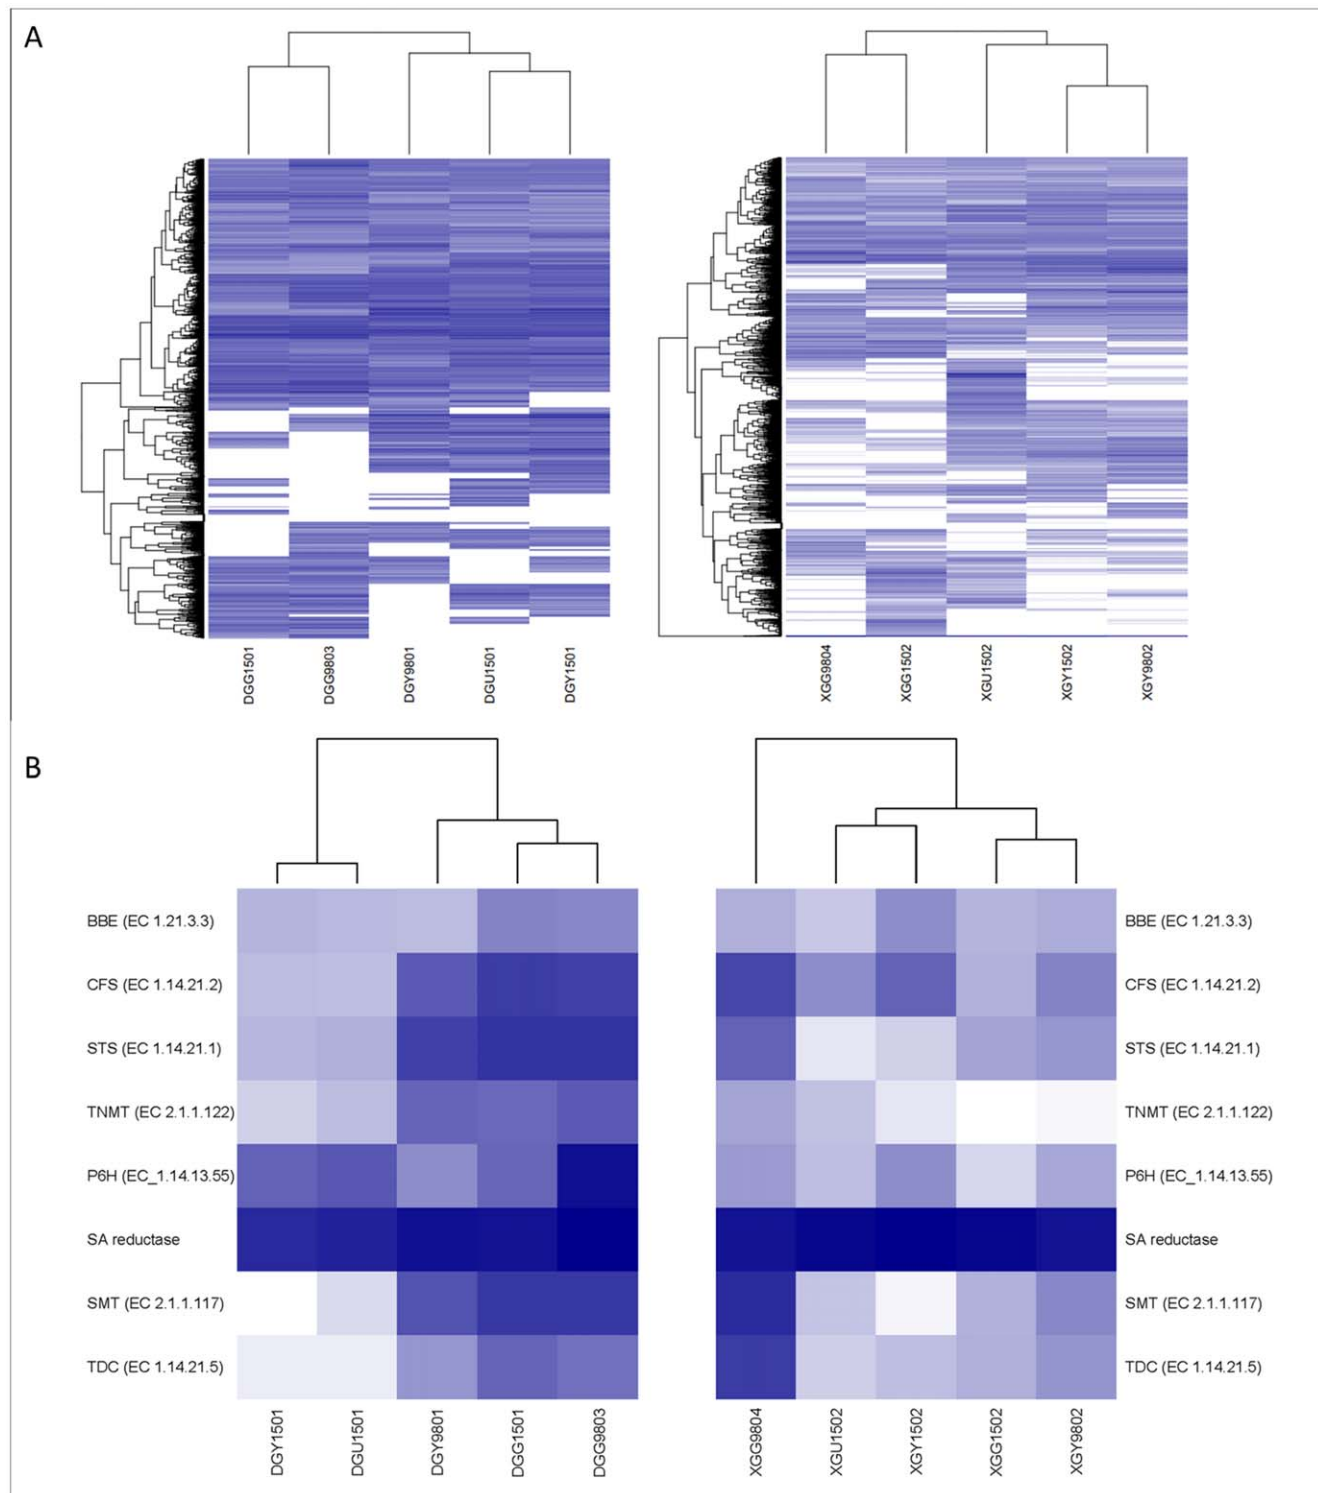 A
DGG1501 DGG9803 DGY9801 DGU1501 DGY1501
XGG9804 XGG1502 XGU1502 XGY1502 XGY9802
B
BBE (EC 1.21.3.3)
CFS (EC 1.14.21.2)
STS (EC 1.14.21.1)
TNMT (EC 2.1.1.122)
P6H (EC_1.14.13.55)
SA reductase
SMT (EC 2.1.1.117)
TDC (EC 1.14.21.5)
DGY1501 DGU1501 DGY9801 DGG1501 DGG9803
BBE (EC 1.21.3.3)
CFS (EC 1.14.21.2)
STS (EC 1.14.21.1)
TNMT (EC 2.1.1.122)
P6H (EC_1.14.13.55)
SA reductase
SMT (EC 2.1.1.117)
TDC (EC 1.14.21.5)
XGG9804 XGU1502 XGY1502 XGG1502 XGY9802